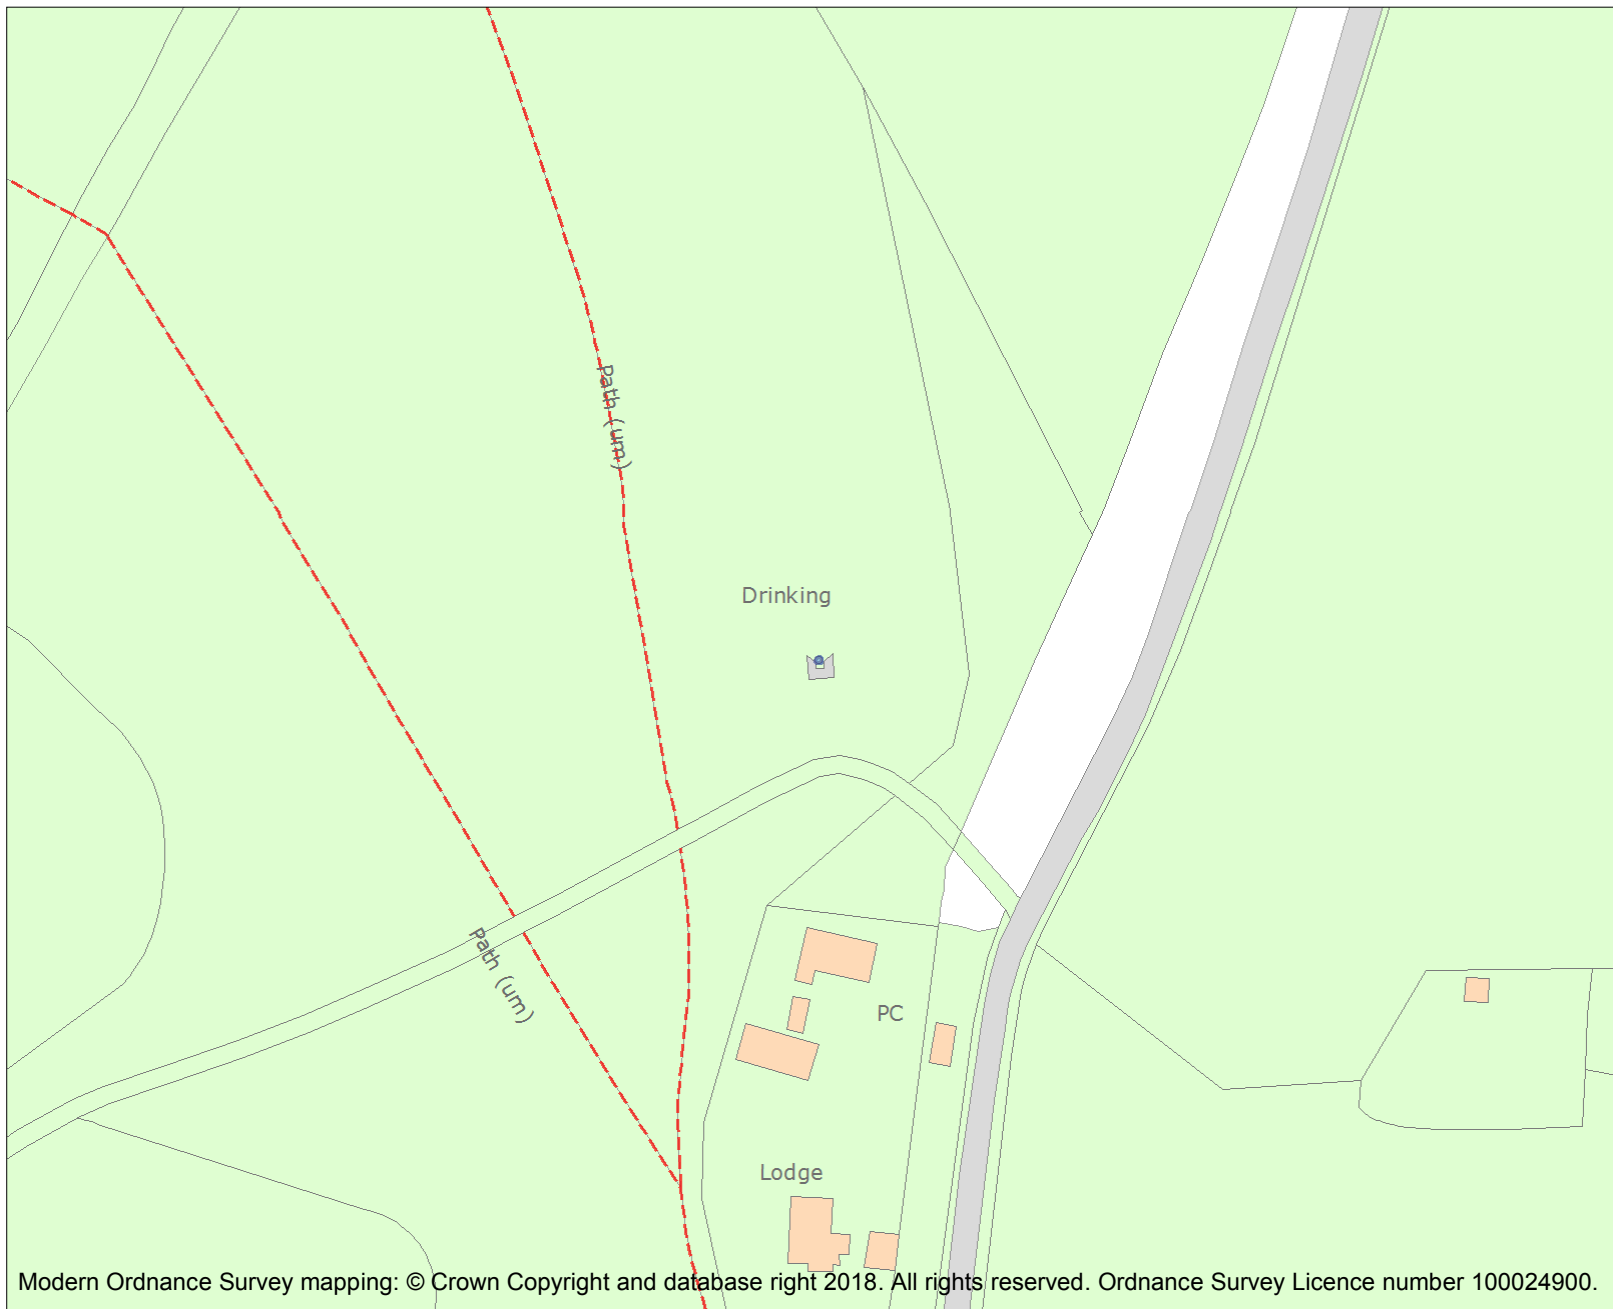 Path (um)
Drinking
Path (um)
PC
Lodge
Modern Ordnance Survey mapping: © Crown Copyright and database right 2018. All rights reserved. Ordnance Survey Licence number 100024900.